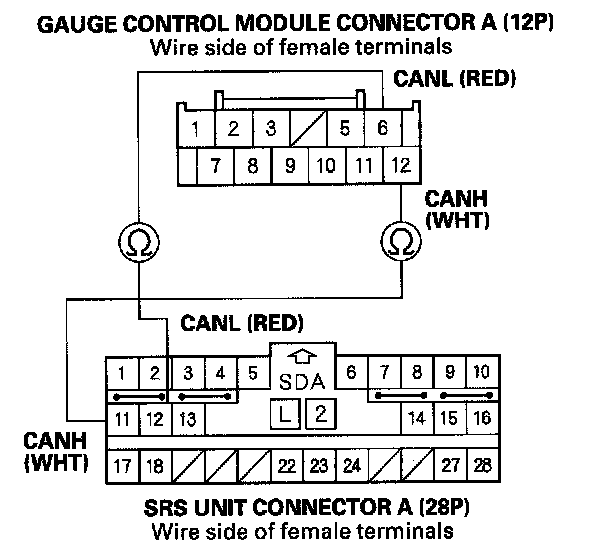 GAUGE CONTROL MODULE CONNECTOR A (12P)
Wire side of female terminals
CANL (RED)
1 2 3 5 6
7 8 9 10 11 12
CANH
(WHT)
Ω Ω
CANL (RED)
1 2 3 4 5 SDA 6 7 8 9 10
11 12 13 L 2 14 15 16
CANH
(WHT)
17 18 22 23 24 27 28
SRS UNIT CONNECTOR A (28P)
Wire side of female terminals